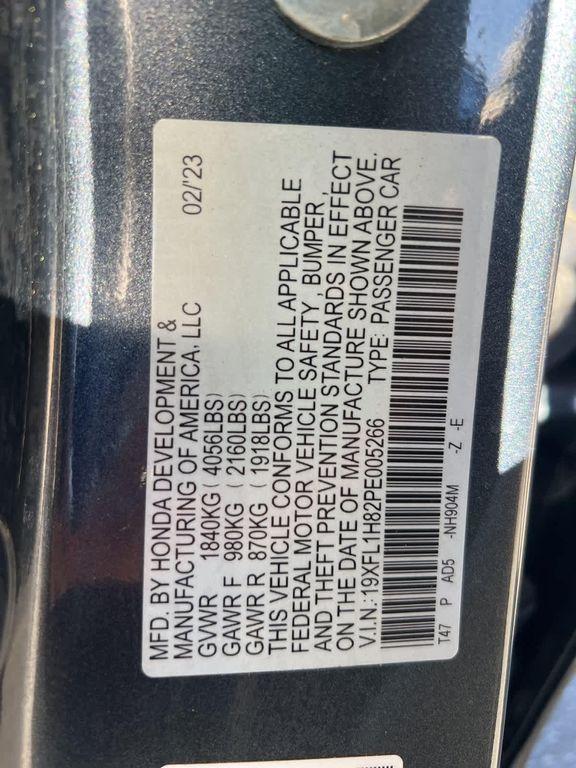 MFD. BY HONDA DEVELOPMENT &
MANUFACTURING OF AMERICA, LLC 02/'23
GVWR 1840KG ( 4056LBS)
GAWR F 980KG ( 2160LBS)
GAWR R 870KG ( 1918LBS)
THIS VEHICLE CONFORMS TO ALL APPLICABLE
FEDERAL MOTOR VEHICLE SAFETY, BUMPER,
AND THEFT PREVENTION STANDARDS IN EFFECT
ON THE DATE OF MANUFACTURE SHOWN ABOVE.
V.I.N.:19XFL1H82PE005266 TYPE: PASSENGER CAR
T47 P AD5 -NH904M -Z -E